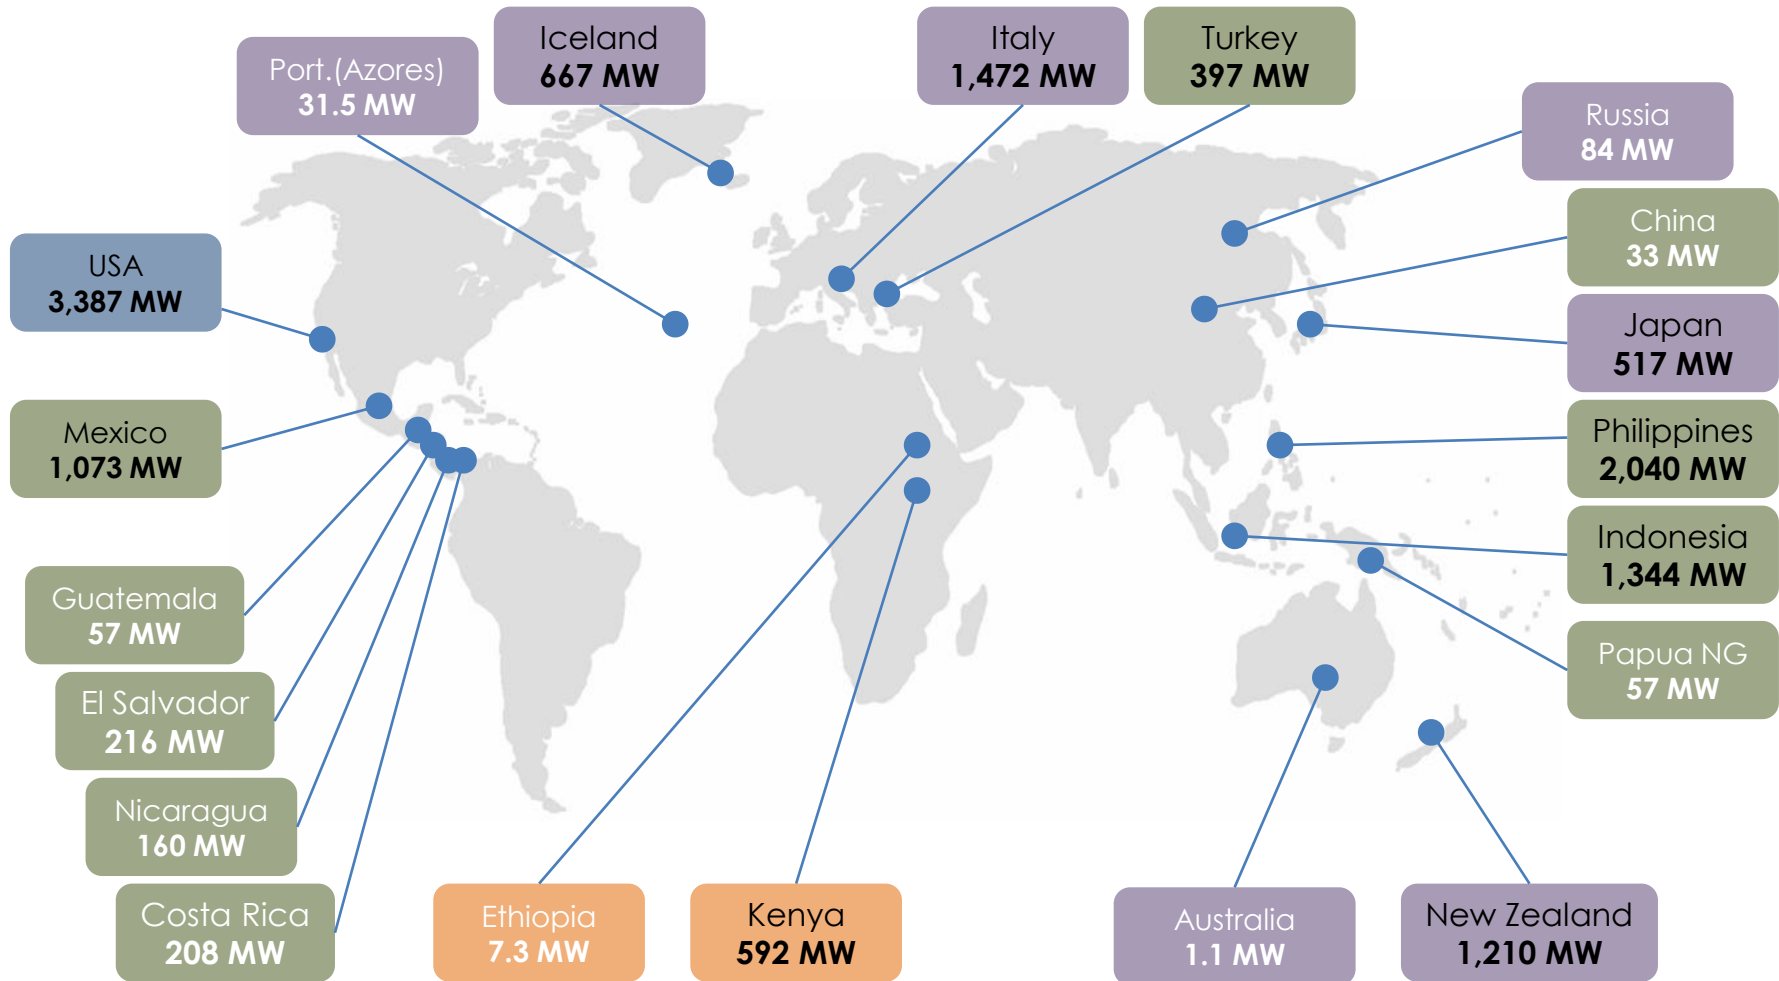 Port.(Azores)
31.5 MW
Iceland
667 MW
Italy
1,472 MW
Turkey
397 MW
Russia
84 MW
China
33 MW
USA
3,387 MW
Japan
517 MW
Mexico
1,073 MW
Philippines
2,040 MW
Indonesia
1,344 MW
Guatemala
57 MW
Papua NG
57 MW
El Salvador
216 MW
Nicaragua
160 MW
Costa Rica
208 MW
Ethiopia
7.3 MW
Kenya
592 MW
Australia
1.1 MW
New Zealand
1,210 MW